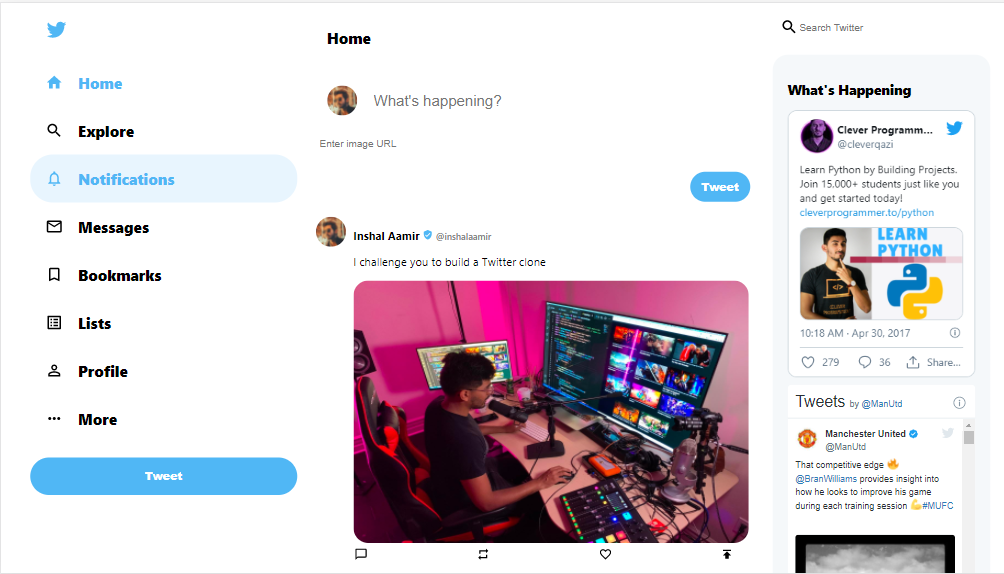 Home
Explore
Notifications
Messages
Bookmarks
Lists
Profile
More
Tweet
Home
What's happening?
Enter image URL
Tweet
Inshal Aamir @inshalaamir
I challenge you to build a Twitter clone
Search Twitter
What's Happening
Clever Programm...
@cleverqazi
Learn Python by Building Projects.
Join 15.000+ students just like you
and get started today!
cleverprogrammer.to/python
LEARN
PYTHON
10:18 AM · Apr 30, 2017
279 36 Share...
Tweets by @ManUtd
Manchester United
@ManUtd
That competitive edge 🔥
@BranWilliams provides insight into
how he looks to improve his game
during each training session 💪#MUFC